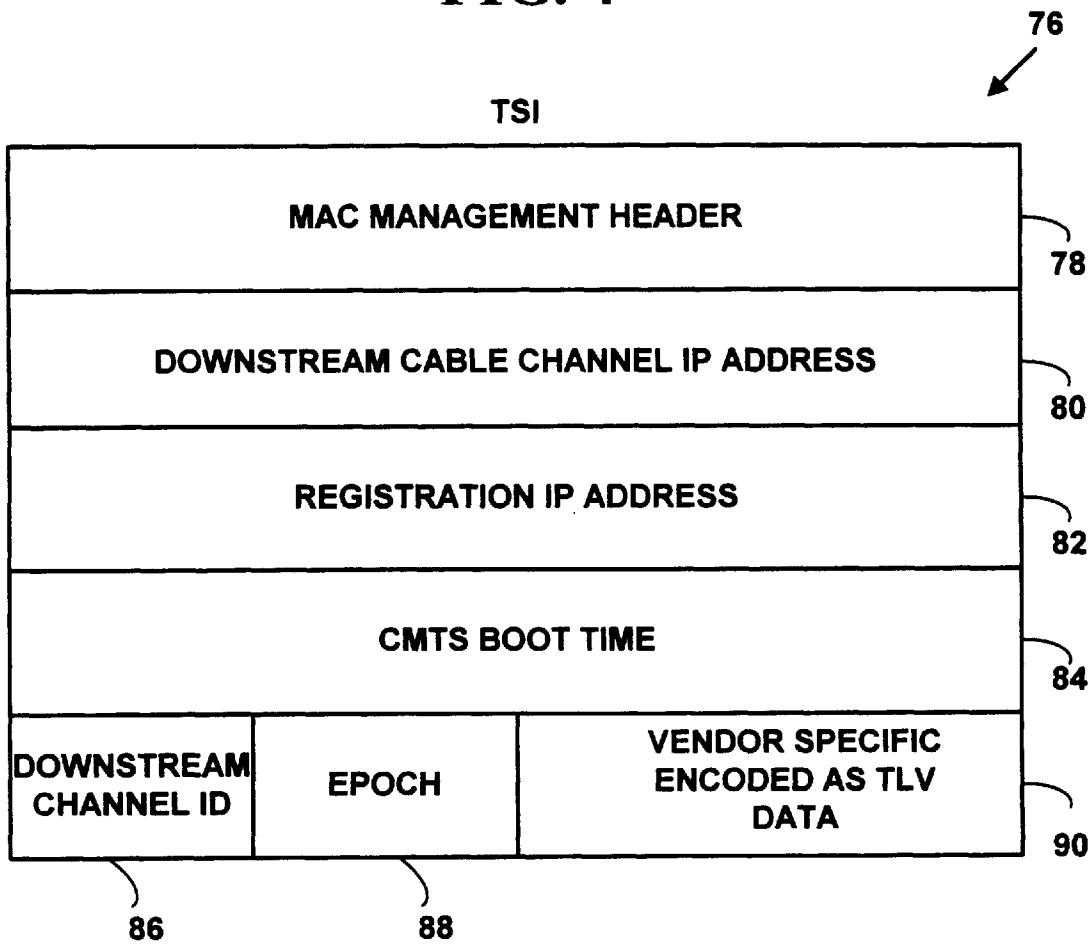 76
TSI
MAC MANAGEMENT HEADER
78
DOWNSTREAM CABLE CHANNEL IP ADDRESS
80
REGISTRATION IP ADDRESS
82
CMTS BOOT TIME
84
DOWNSTREAM
CHANNEL ID
EPOCH
VENDOR SPECIFIC
ENCODED AS TLV
DATA
90
86
88